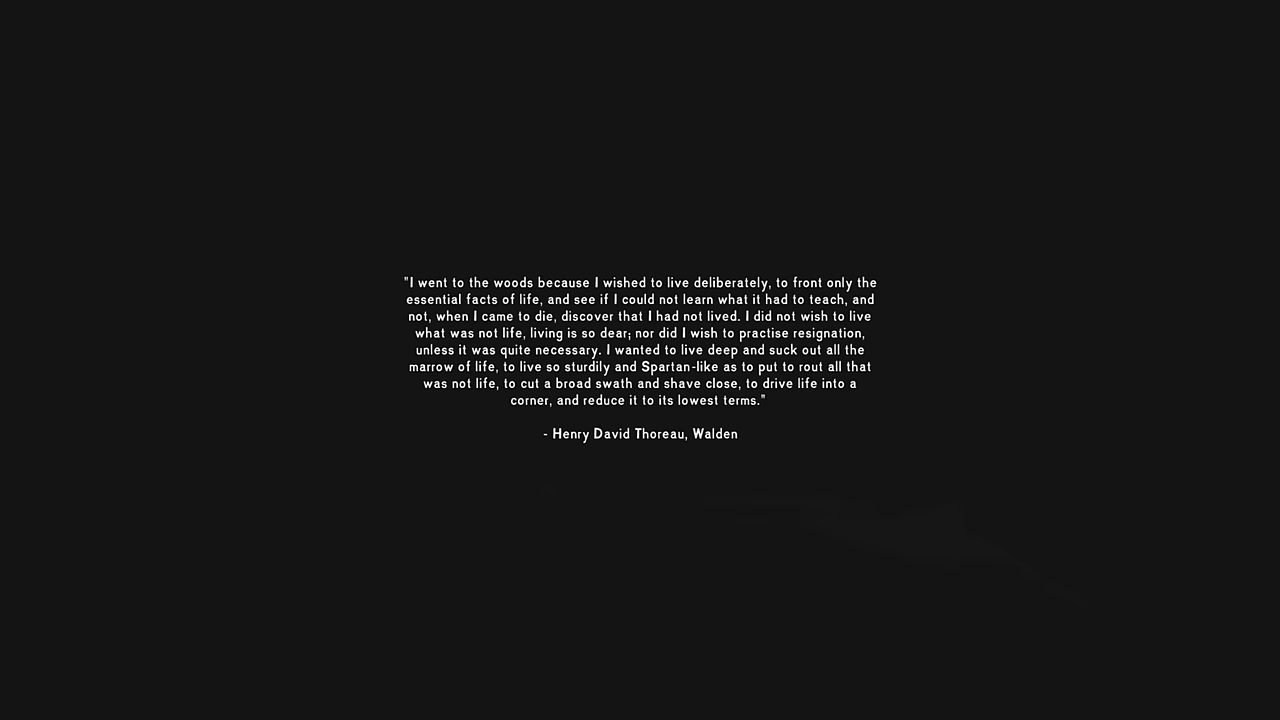 "I went to the woods because I wished to live deliberately, to front only the
essential facts of life, and see if I could not learn what it had to teach, and
not, when I came to die, discover that I had not lived. I did not wish to live
what was not life, living is so dear; nor did I wish to practise resignation,
unless it was quite necessary. I wanted to live deep and suck out all the
marrow of life, to live so sturdily and Spartan-like as to put to rout all that
was not life, to cut a broad swath and shave close, to drive life into a
corner, and reduce it to its lowest terms."
- Henry David Thoreau, Walden